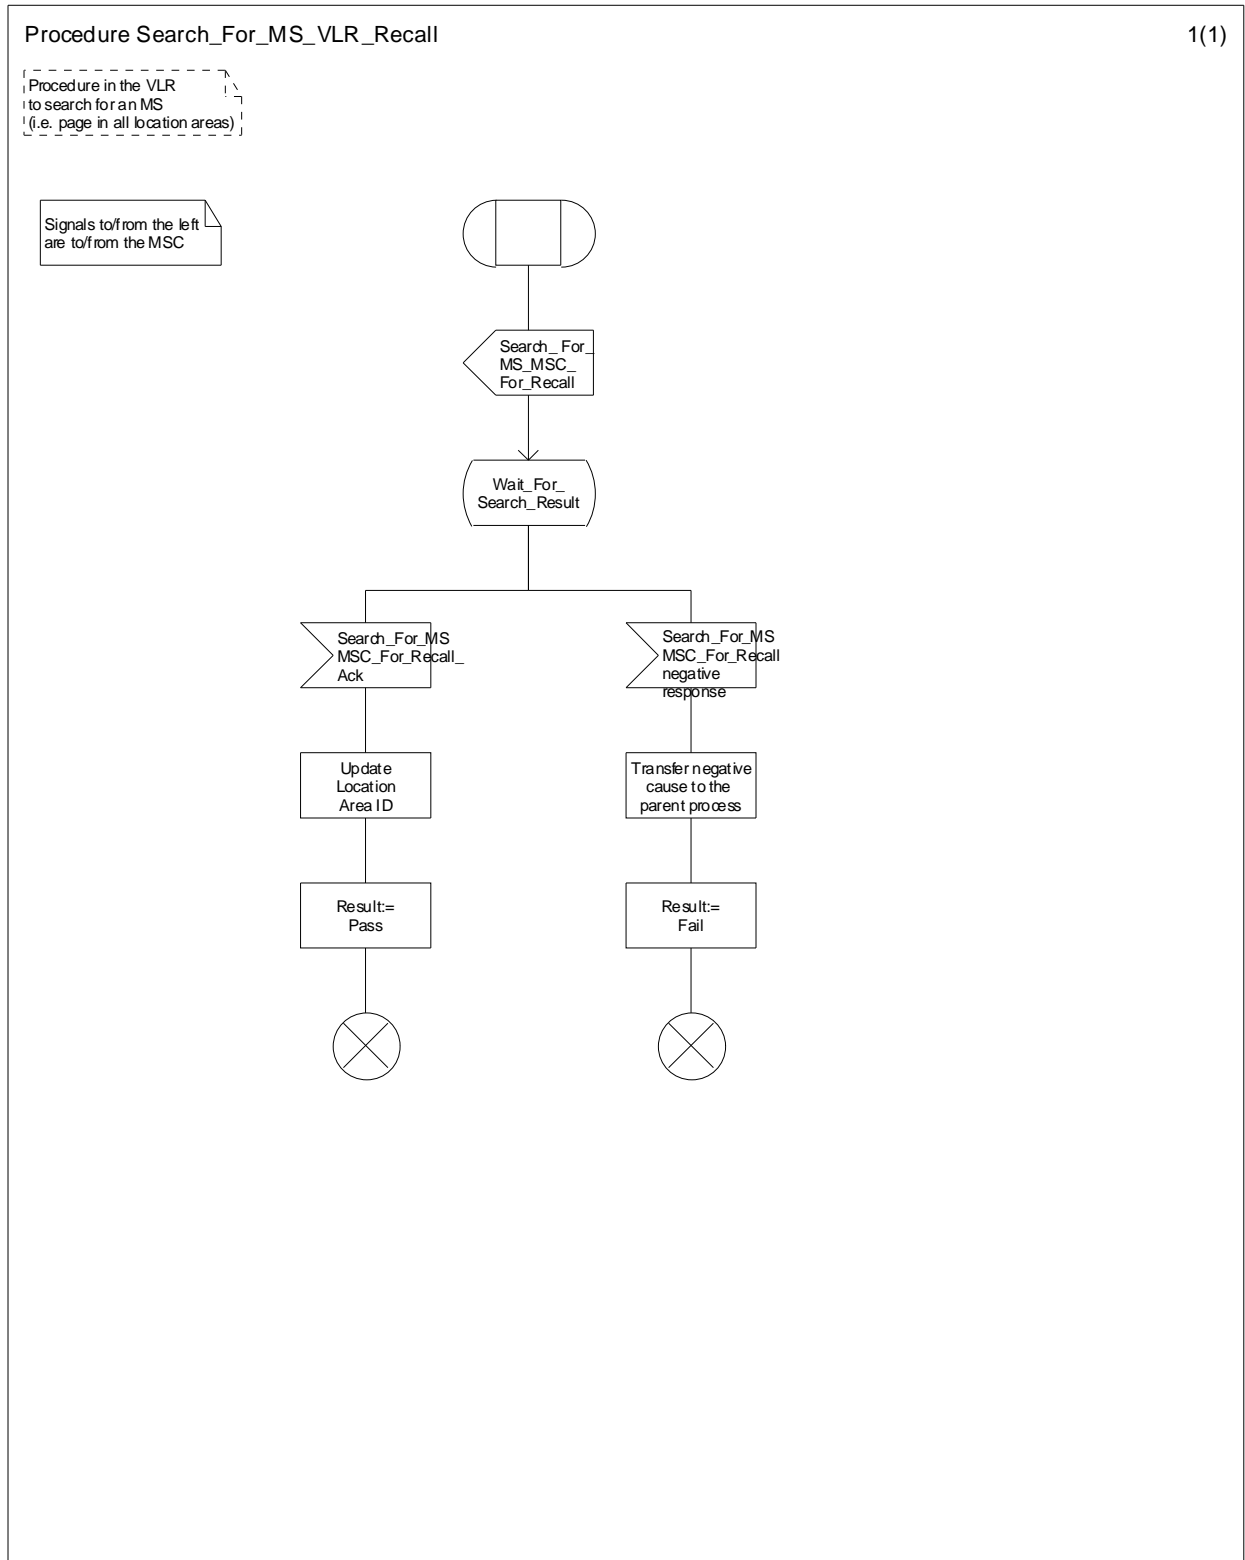 Procedure Search_For_MS_VLR_Recall
1(1)
Procedure in the VLR
to search for an MS
(i.e. page in all location areas)
Signals to/from the left
are to/from the MSC
Search_ For_
MS_MSC_
For_Recall
Wait_For_
Search_Result
Search_For_MS
MSC_For_Recall_
Ack
Search_For_MS
MSC_For_Recall
negative
response
Update
Location
Area ID
Transfer negative
cause to the
parent process
Result:=
Pass
Result:=
Fail